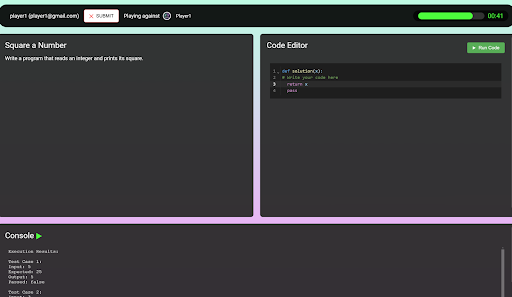 player1 (player1@gmail.com) SUBMIT Playing against Player1 00:41
Square a Number
Write a program that reads an integer and prints its square.
Code Editor
Run Code
1 def solution(x):
2 # Write your code here
3 return x
4 pass
Console
Execution Results:
Test Case 1:
Input: 5
Expected: 25
Output: 5
Passed: false
Test Case 2: